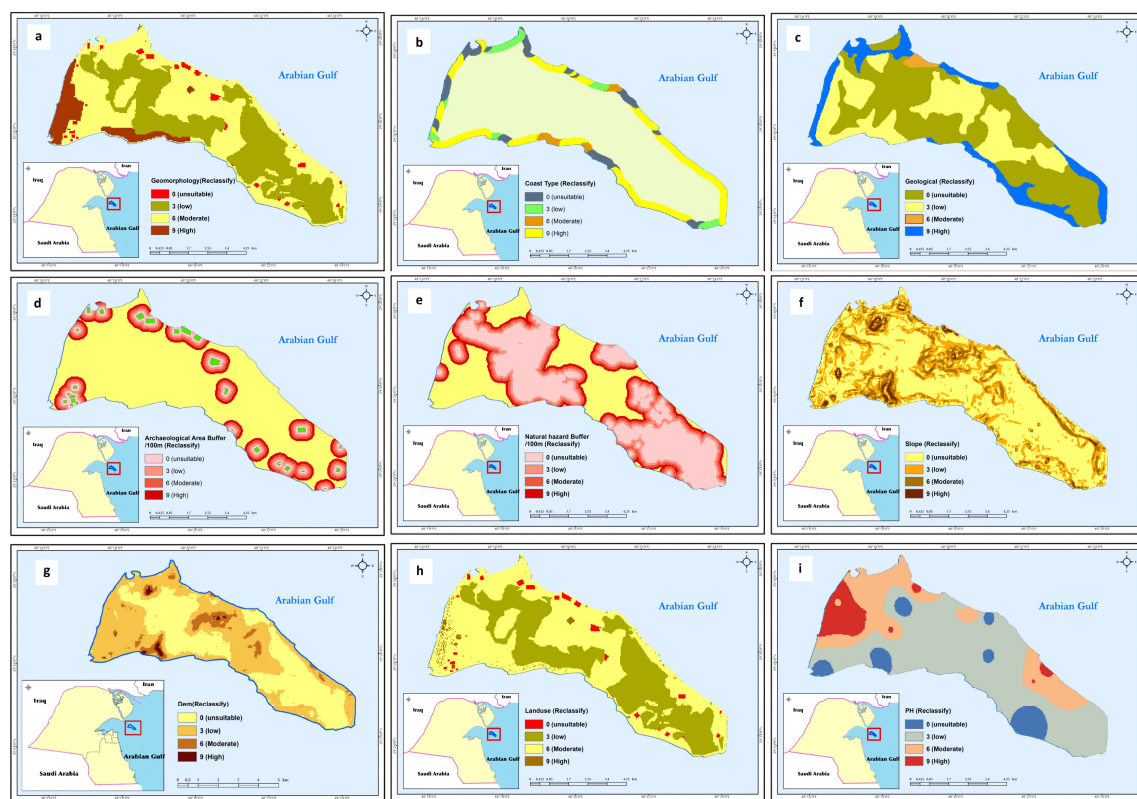 a
Arabian Gulf
Iran
Iraq
Arabian Gulf
Saudi Arabia
Geomorphology(Reclassify)
0 (unsuitable)
3 (low)
6 (Moderate)
9 (High)
b
Arabian Gulf
Iran
Iraq
Arabian Gulf
Saudi Arabia
Coast Type (Reclassify)
0 (unsuitable)
3 (low)
6 (Moderate)
9 (High)
c
Arabian Gulf
Iran
Iraq
Arabian Gulf
Saudi Arabia
Geological (Reclassify)
0 (unsuitable)
3 (low)
6 (Moderate)
9 (High)
d
Arabian Gulf
Iran
Iraq
Arabian Gulf
Saudi Arabia
Archaeological Area Buffer
/100m (Reclassify)
0 (unsuitable)
3 (low)
6 (Moderate)
9 (High)
e
Arabian Gulf
Iran
Iraq
Arabian Gulf
Saudi Arabia
Natural hazard Buffer
/100m (Reclassify)
0 (unsuitable)
3 (low)
6 (Moderate)
9 (High)
f
Arabian Gulf
Iran
Iraq
Arabian Gulf
Saudi Arabia
Slope (Reclassify)
0 (unsuitable)
3 (low)
6 (Moderate)
9 (High)
g
Arabian Gulf
Iran
Iraq
Arabian Gulf
Saudi Arabia
Dem(Reclassify)
0 (unsuitable)
3 (low)
6 (Moderate)
9 (High)
0 0.5 1 2 3 4 5 km
h
Arabian Gulf
Iran
Iraq
Arabian Gulf
Saudi Arabia
Landuse (Reclassify)
0 (unsuitable)
3 (low)
6 (Moderate)
9 (High)
i
Arabian Gulf
Iran
Iraq
Arabian Gulf
Saudi Arabia
PH (Reclassify)
0 (unsuitable)
3 (low)
6 (Moderate)
9 (High)